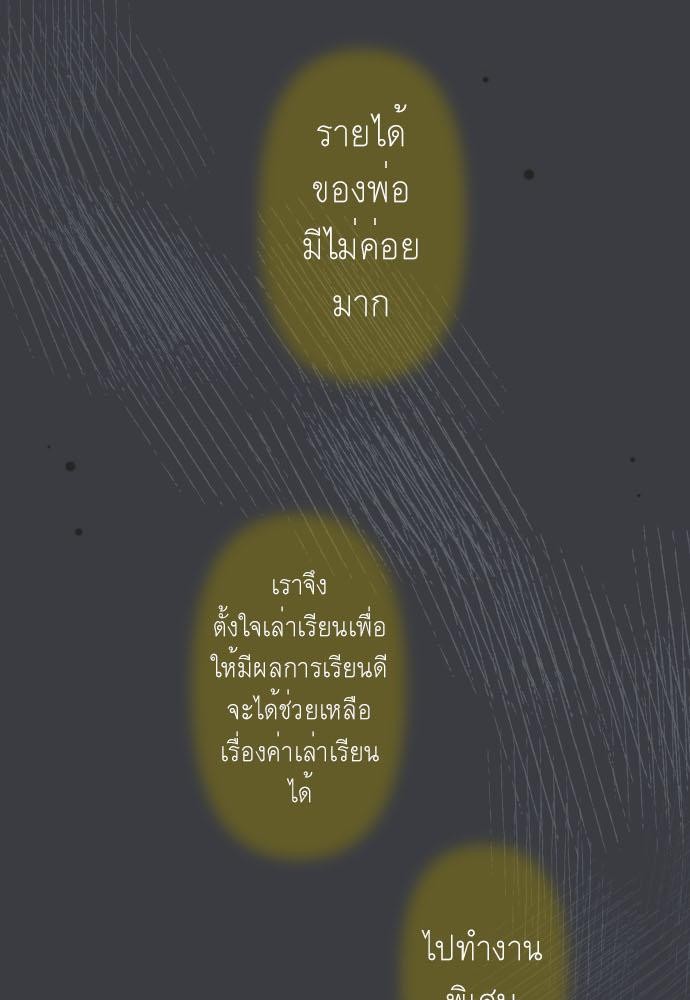 รายได้
ของพ่อ
มีไม่ค่อย
มาก
เราจึง
ตั้งใจเล่าเรียนเพื่อ
ให้มีผลการเรียนดี
จะได้ช่วยเหลือ
เรื่องค่าเล่าเรียน
ได้
ไปทำงาน
พิเศษ